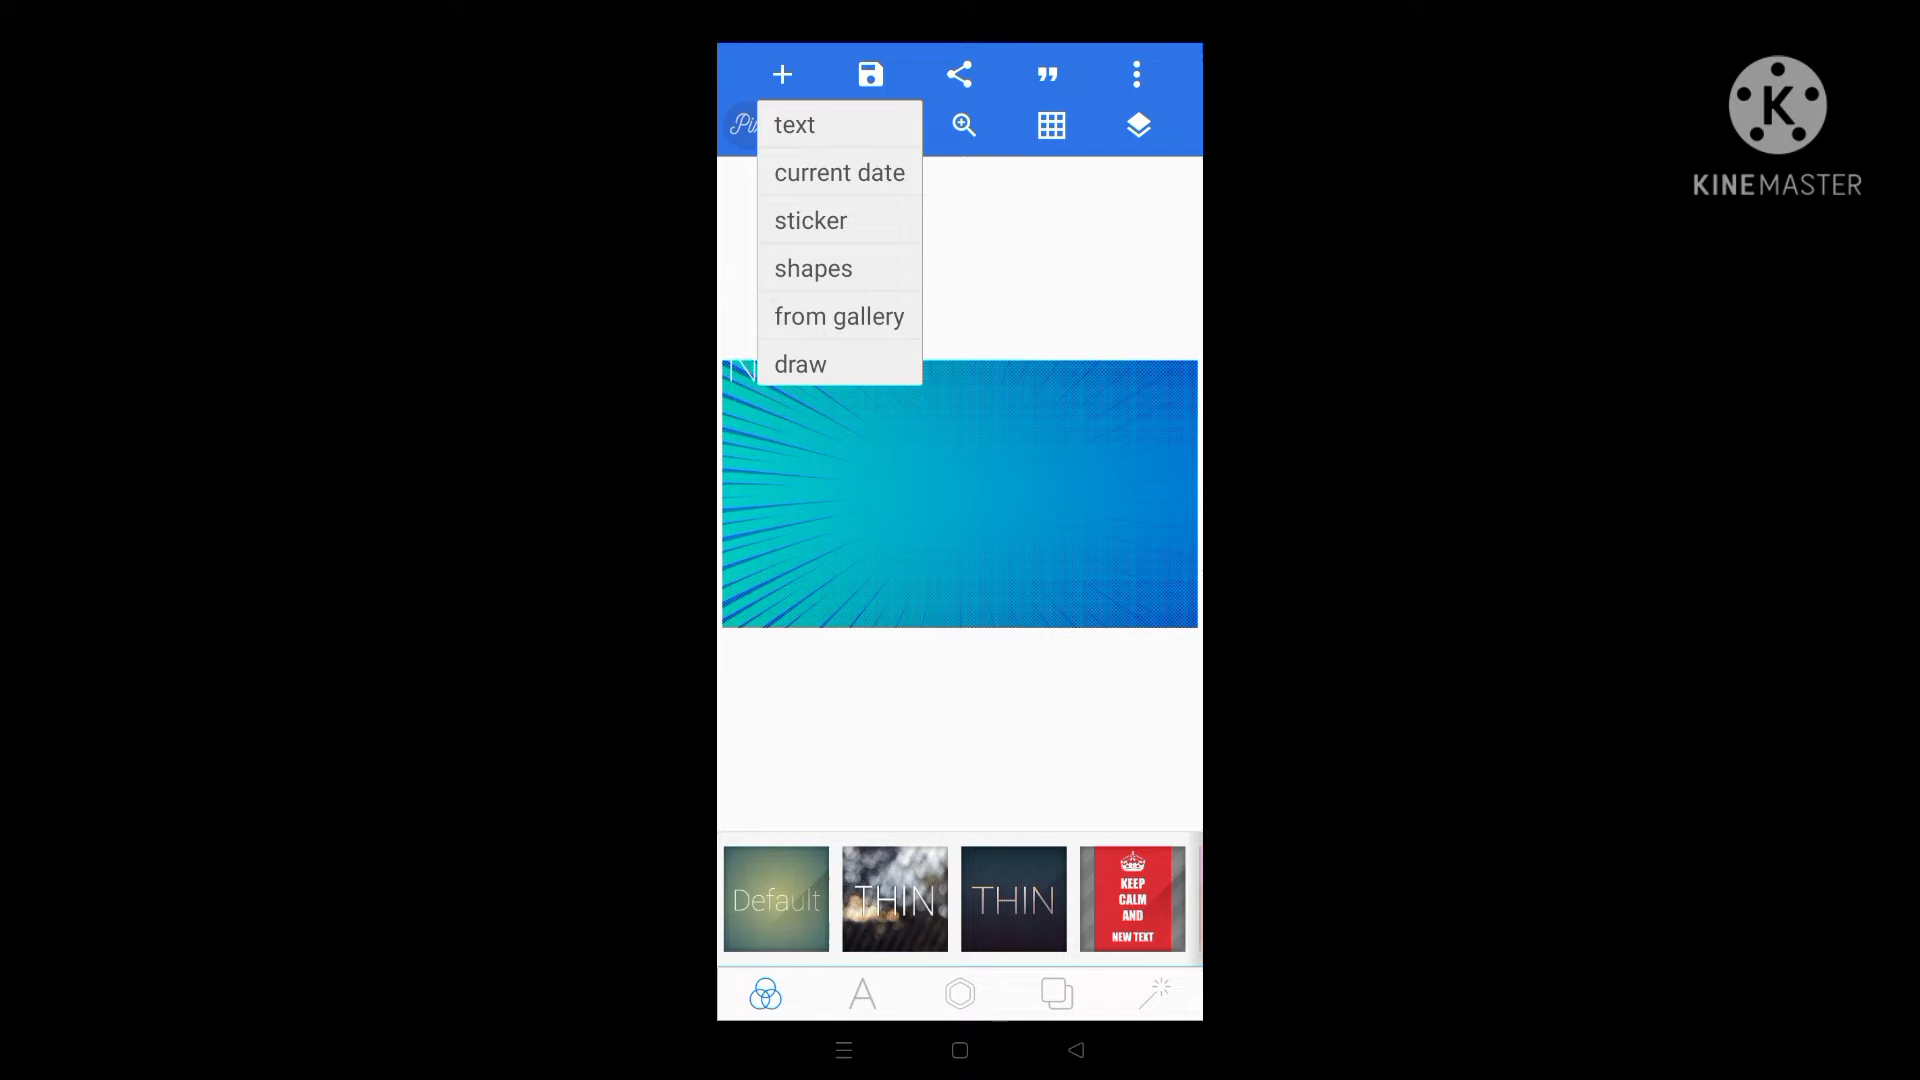 text
current date
sticker
shapes
from gallery
draw
Default
THIN
THIN
KEEP
CALM
AND
NEW TEXT
K
KINEMASTER